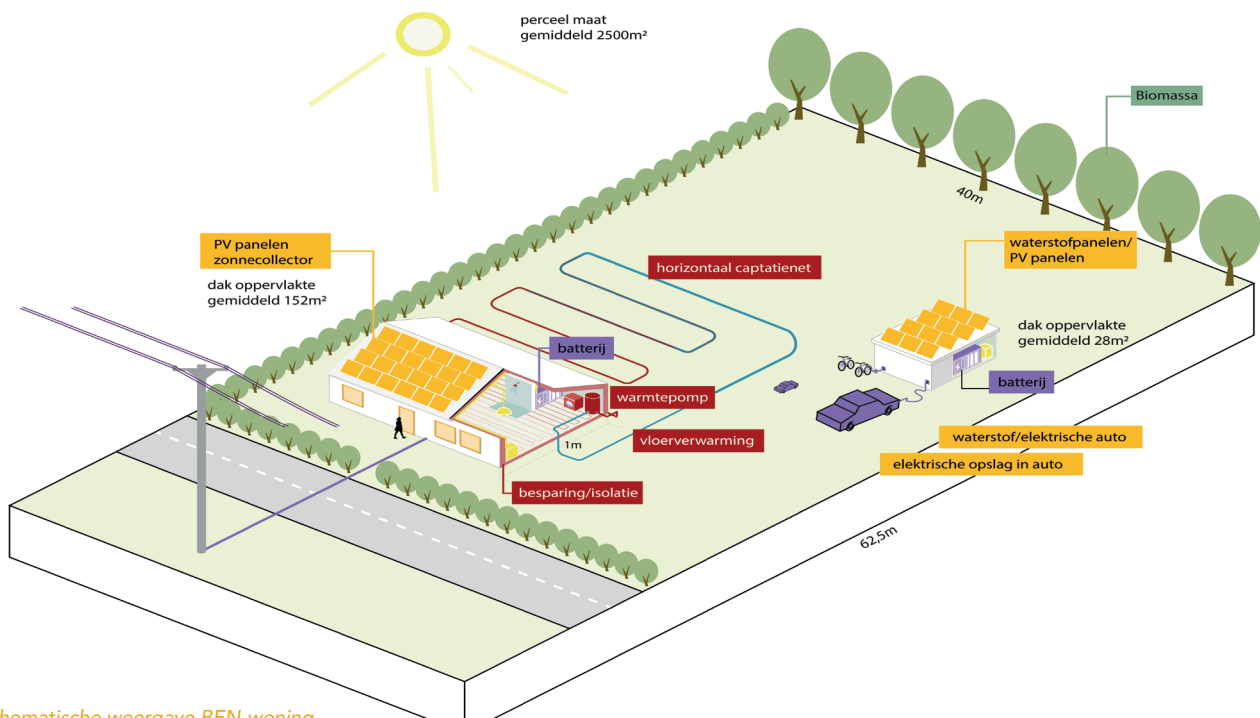 perceel maat
gemiddeld 2500m²
Biomassa
40m
PV panelen
zonnecollector
dak oppervlakte
gemiddeld 152m²
waterstofpanelen/
PV panelen
horizontaal captatienet
dak oppervlakte
gemiddeld 28m²
batterij
batterij
warmtepomp
vloerverwarming
1m
waterstof/elektrische auto
elektrische opslag in auto
besparing/isolatie
62,5m
weergave BEN woning